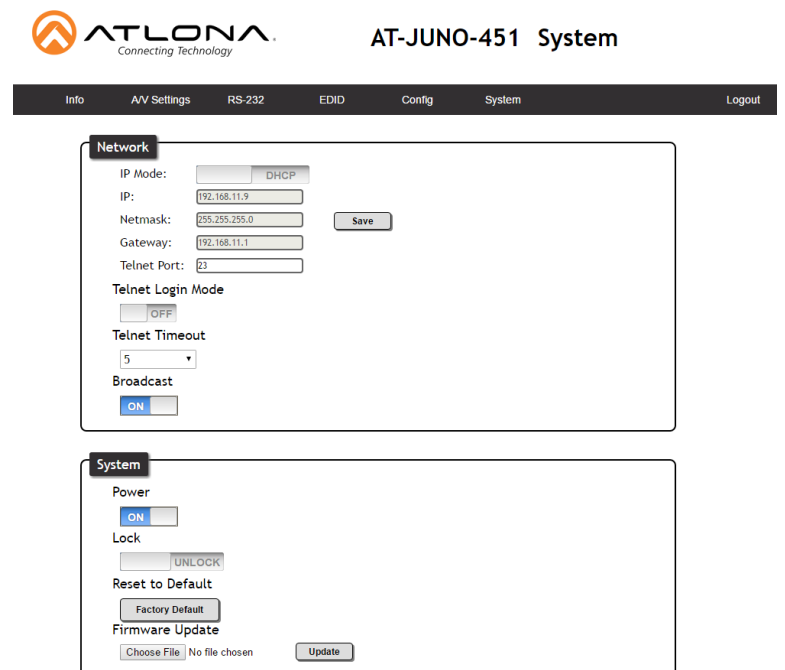 ATLONA.
Connecting Technology
AT-JUNO-451 System
Info A/V Settings RS-232 EDID Config System Logout
Network
IP Mode: DHCP
IP: 192.168.11.9
Netmask: 255.255.255.0 Save
Gateway: 192.168.11.1
Telnet Port: 23
Telnet Login Mode
OFF
Telnet Timeout
5
Broadcast
ON
System
Power
ON
Lock
UNLOCK
Reset to Default
Factory Default
Firmware Update
Choose File No file chosen Update